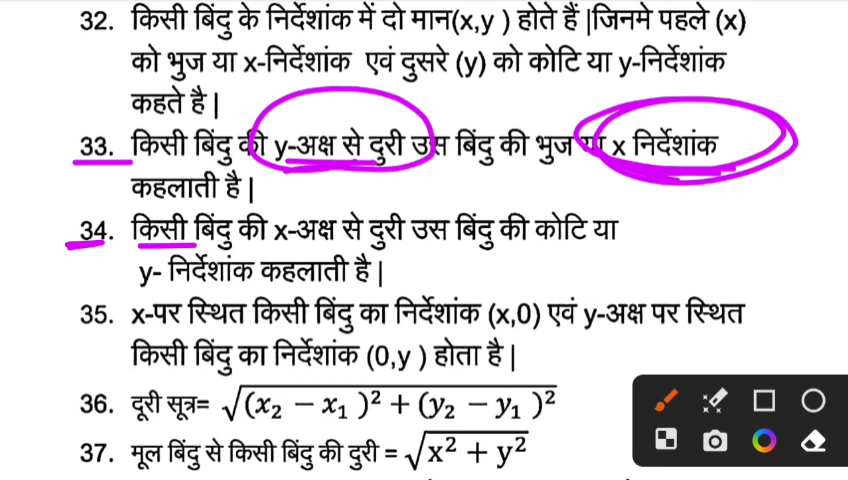 32. किसी बिंदु के निर्देशांक में दो मान(x,y ) होते हैं |जिनमे पहले (x)
को भुज या x-निर्देशांक एवं दुसरे (y) को कोटि या y-निर्देशांक
कहते है |
33. किसी बिंदु की y-अक्ष से दुरी उस बिंदु की भुज या x निर्देशांक
कहलाती है |
34. किसी बिंदु की x-अक्ष से दुरी उस बिंदु की कोटि या
y- निर्देशांक कहलाती है |
35. x-पर स्थित किसी बिंदु का निर्देशांक (x,0) एवं y-अक्ष पर स्थित
किसी बिंदु का निर्देशांक (0,y ) होता है |
36. दूरी सूत्र= √(x₂ − x₁ )² + (y₂ − y₁ )²
37. मूल बिंदु से किसी बिंदु की दुरी = √x² + y²